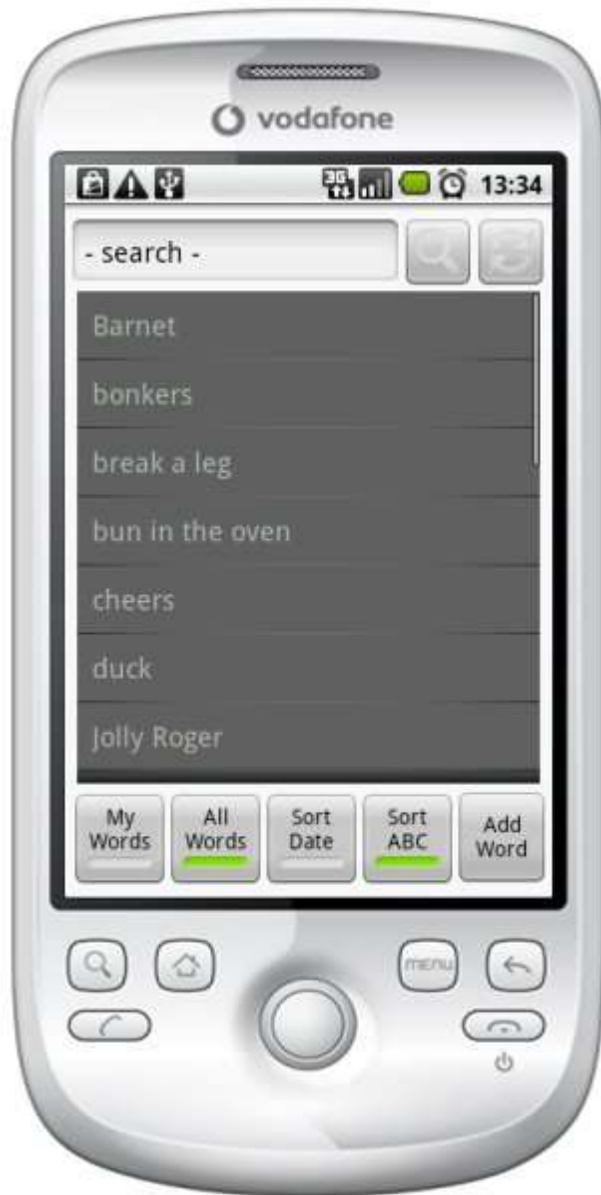 vodafone
3G 13:34
- search -
Barnet
bonkers
break a leg
bun in the oven
cheers
duck
Jolly Roger
My Words
All Words
Sort Date
Sort ABC
Add Word
MENU